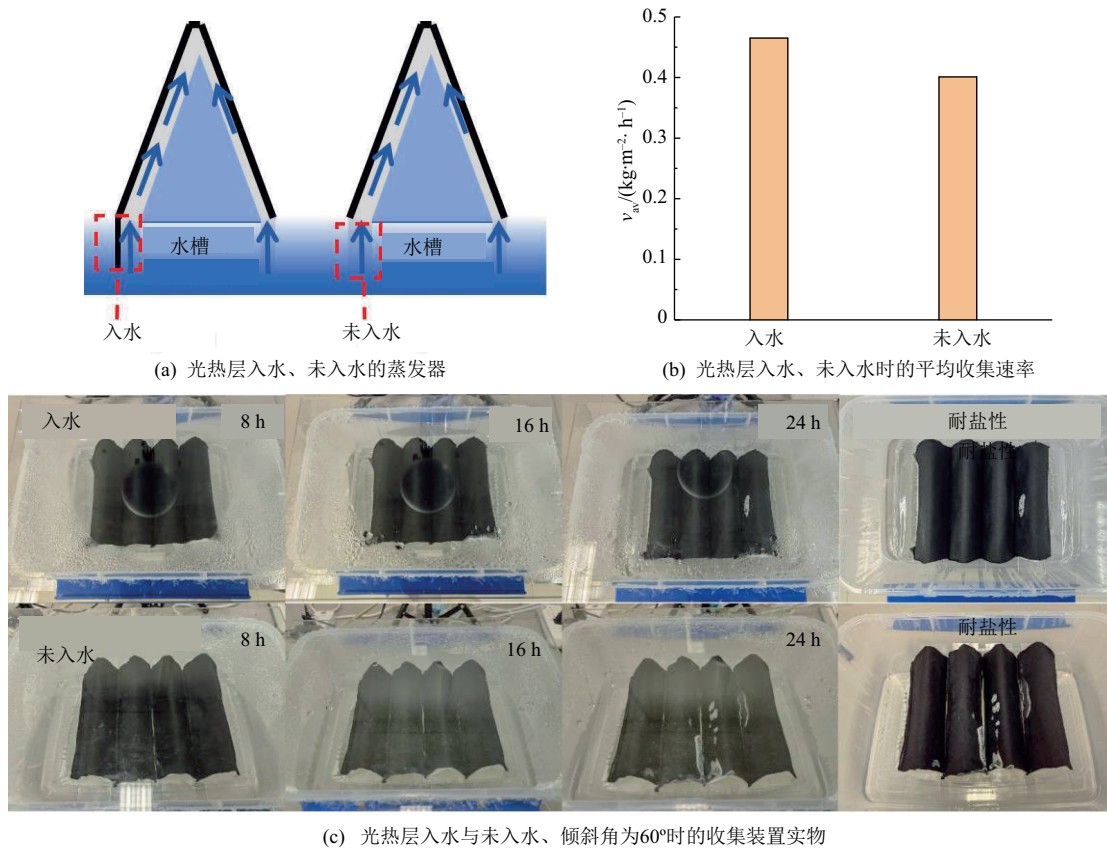 水槽
水槽
入水
未入水
(a) 光热层入水、未入水的蒸发器
0.5
0.4
0.3
0.2
0.1
0
v_av/(kg·m⁻²·h⁻¹)
入水
未入水
(b) 光热层入水、未入水时的平均收集速率
入水
8 h
16 h
24 h
耐盐性
耐盐性
未入水
8 h
16 h
24 h
耐盐性
(c) 光热层入水与未入水、倾斜角为60º时的收集装置实物